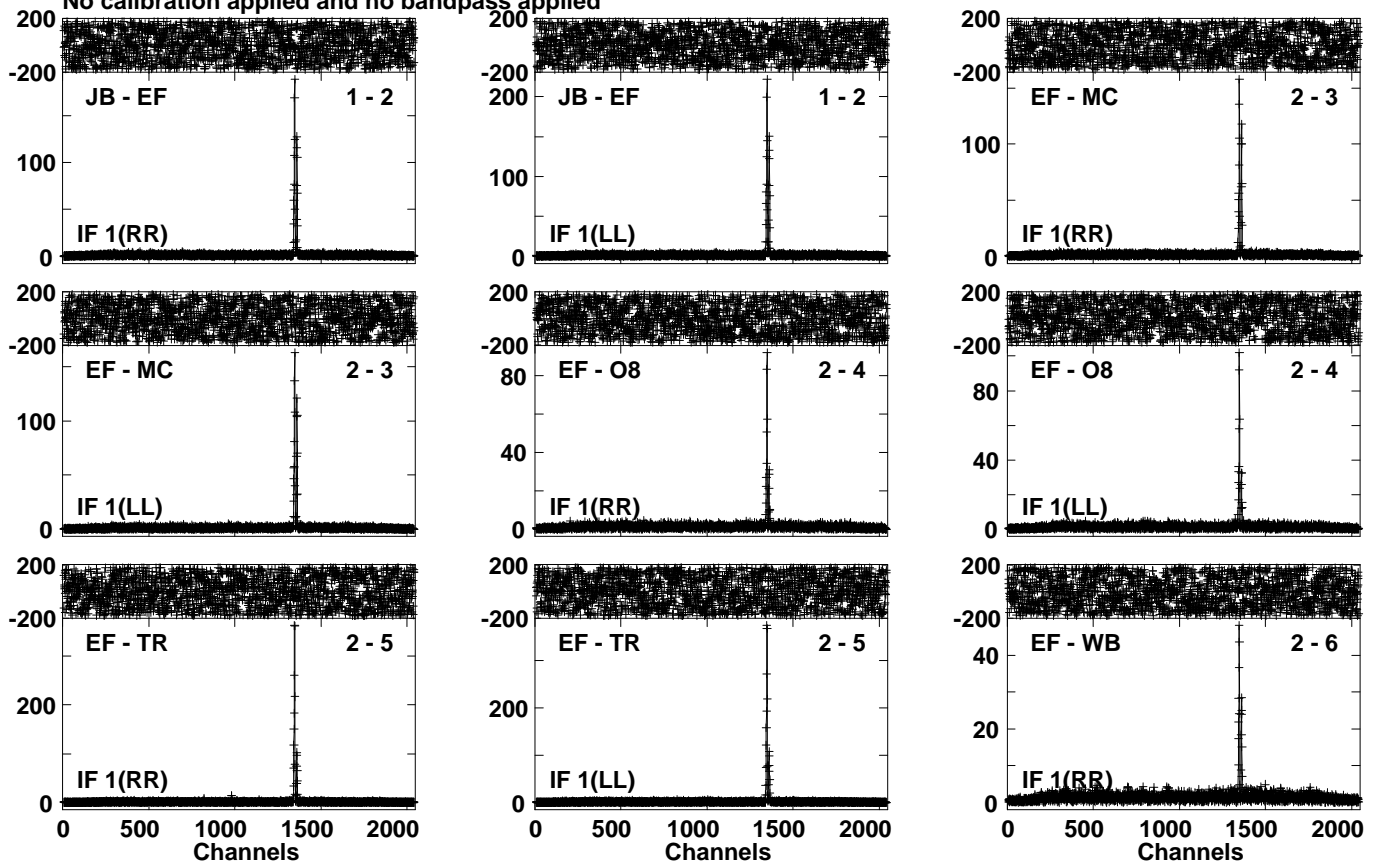 No calibration applied and no bandpass applied
200 200 200
-200 -200 -200
JB - EF 1 - 2 JB - EF 1 - 2 EF - MC 2 - 3
200
100 100 100
IF 1(RR) IF 1(LL) IF 1(RR)
0 0 0
200 200 200
-200 -200 -200
EF - MC 2 - 3 EF - O8 2 - 4 EF - O8 2 - 4
80 80
100 40 40
IF 1(LL) IF 1(RR) IF 1(LL)
0 0 0
200 200 200
-200 -200 -200
EF - TR 2 - 5 EF - TR 2 - 5 EF - WB 2 - 6
40
200 200 20
IF 1(RR) IF 1(LL) IF 1(RR)
0 0 0
0 500 1000 1500 2000 0 500 1000 1500 2000 0 500 1000 1500 2000
Channels Channels Channels